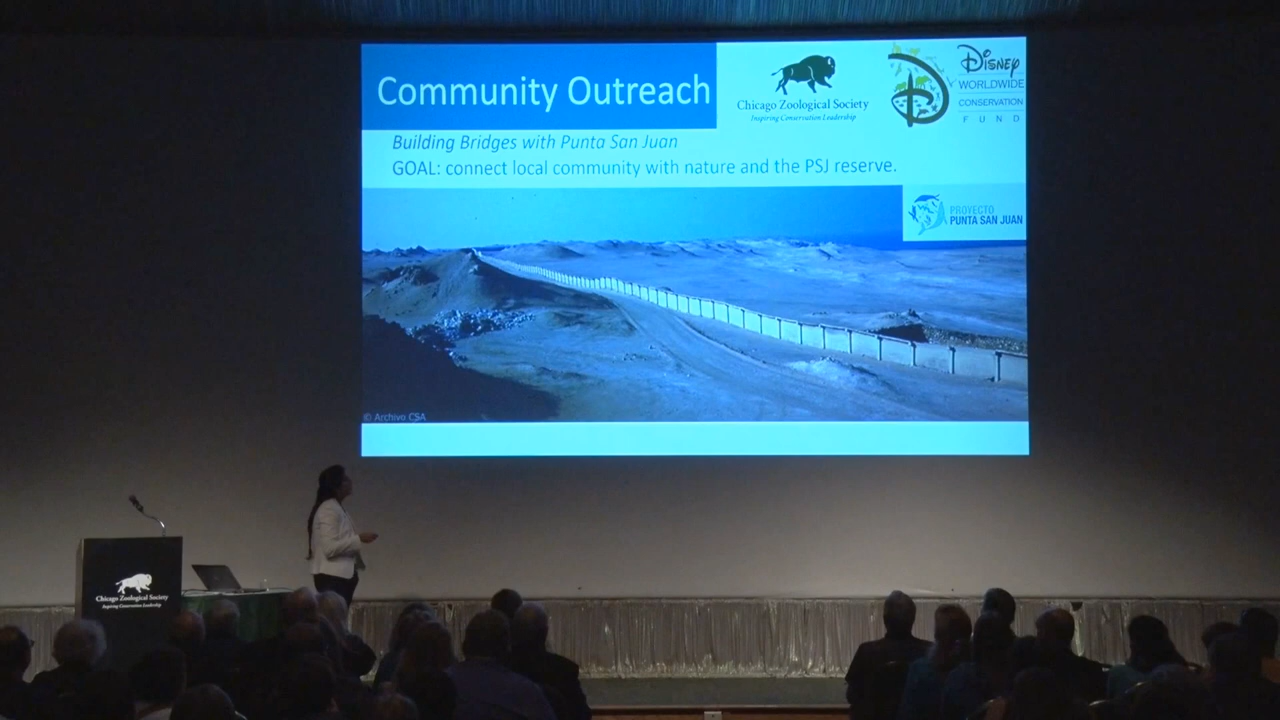 Community Outreach
Chicago Zoological Society
Inspiring Conservation Leadership
Disney
WORLDWIDE
CONSERVATION
FUND
Building Bridges with Punta San Juan
GOAL: connect local community with nature and the PSJ reserve.
PROYECTO
PUNTA SAN JUAN
© Archivo CSA
Chicago Zoological Society
Inspiring Conservation Leadership